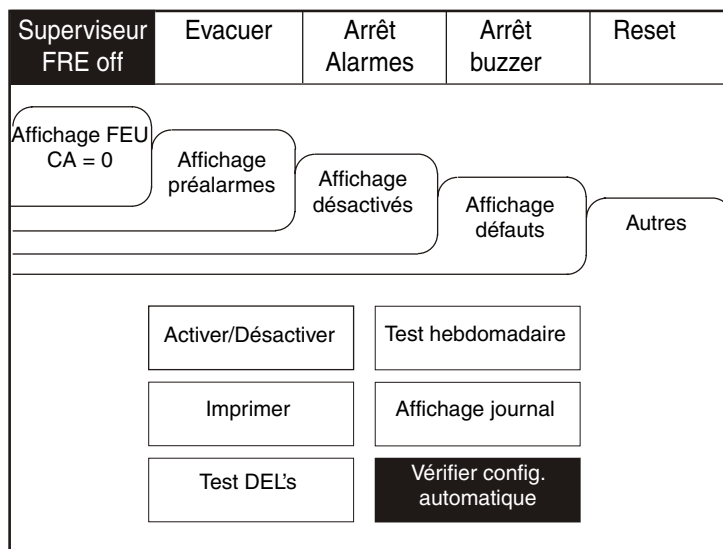 Superviseur
FRE off
Evacuer
Arrêt
Alarmes
Arrêt
buzzer
Reset
Affichage FEU
CA = 0
Affichage
préalarmes
Affichage
désactivés
Affichage
défauts
Autres
Activer/Désactiver
Test hebdomadaire
Imprimer
Affichage journal
Test DEL's
Vérifier config.
automatique